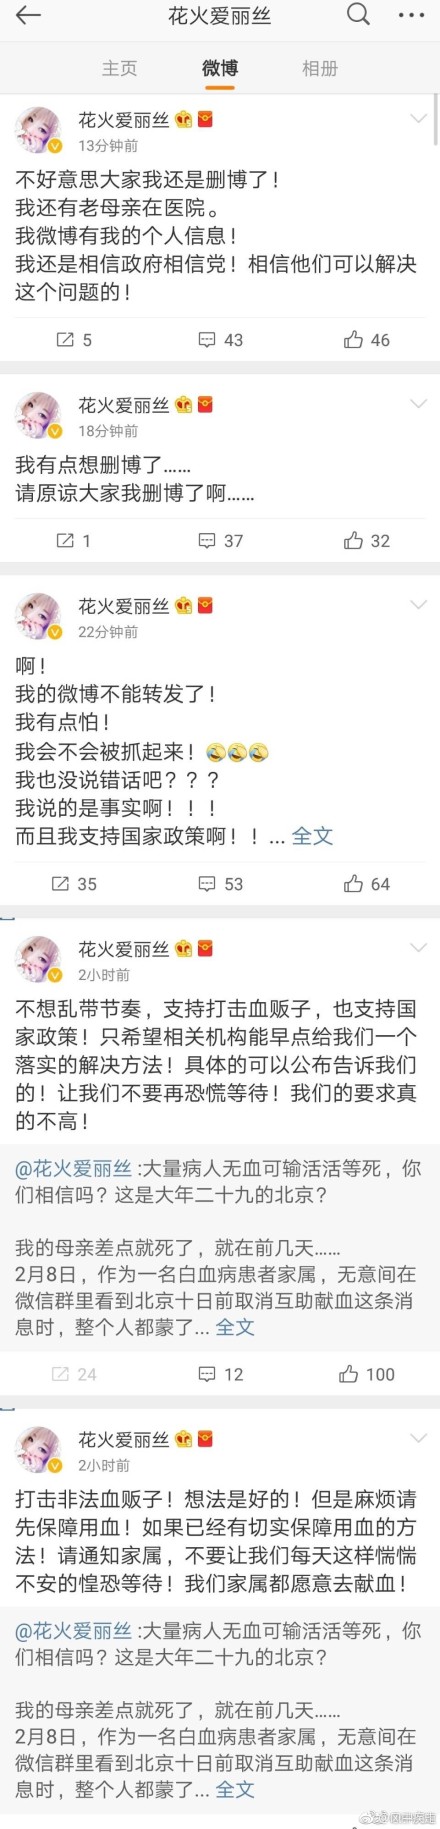 花火爱丽丝
主页
微博
相册
花火爱丽丝
13分钟前
不好意思大家我还是删博了！
我还有老母亲在医院。
我微博有我的个人信息！
我还是相信政府相信党！相信他们可以解决
这个问题的！
5
43
46
花火爱丽丝
18分钟前
我有点想删博了……
请原谅大家我删博了啊……
1
37
32
花火爱丽丝
22分钟前
啊！
我的微博不能转发了！
我有点怕！
我会不会被抓起来！
我也没说错话吧？？？
我说的是事实啊！！！
而且我支持国家政策啊！！... 全文
35
53
64
花火爱丽丝
2小时前
不想乱带节奏，支持打击血贩子，也支持国
家政策！只希望相关机构能早点给我们一个
落实的解决方法！具体的可以公布告诉我们
的！让我们不要再恐慌等待！我们的要求真
的不高！
@花火爱丽丝 :大量病人无血可输活活等死，你
们相信吗？这是大年二十九的北京？
我的母亲差点就死了，就在前几天……
2月8日，作为一名白血病患者家属，无意间在
微信群里看到北京十日前取消互助献血这条消
息时，整个人都蒙了... 全文
24
12
100
花火爱丽丝
2小时前
打击非法血贩子！想法是好的！但是麻烦请
先保障用血！如果已经有切实保障用血的方
法！请通知家属，不要让我们每天这样惴惴
不安的惶恐等待！我们家属都愿意去献血！
@花火爱丽丝 :大量病人无血可输活活等死，你
们相信吗？这是大年二十九的北京？
我的母亲差点就死了，就在前几天……
2月8日，作为一名白血病患者家属，无意间在
微信群里看到北京十日前取消互助献血这条消
息时，整个人都蒙了... 全文